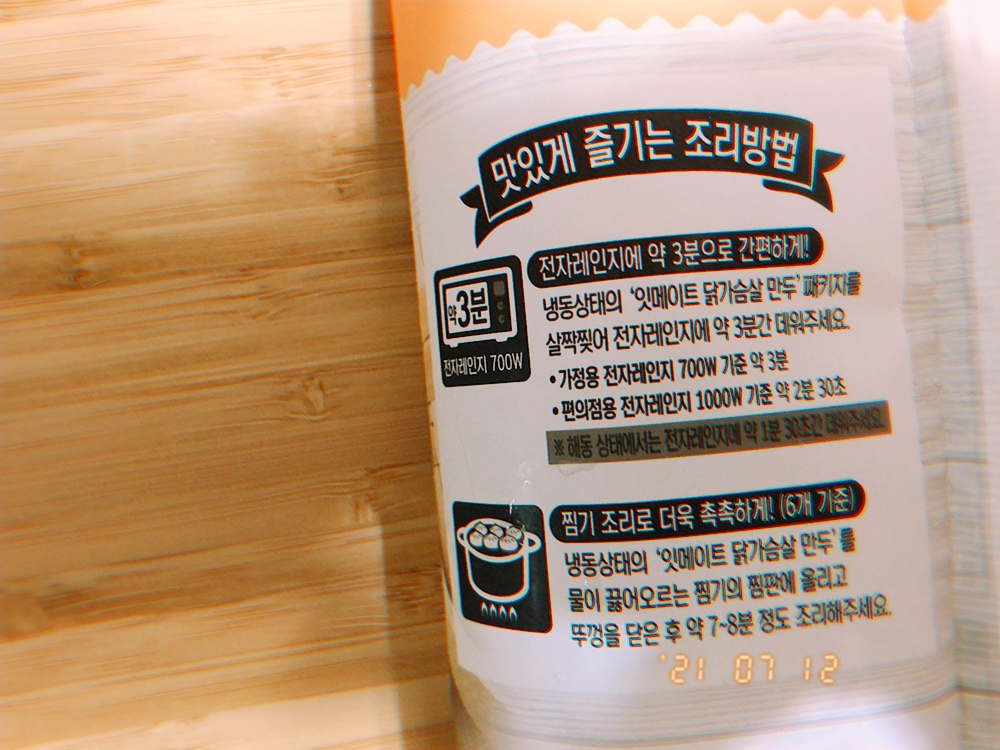 맛있게 즐기는 조리방법
약3분
전자레인지 700W
전자레인지에 약 3분으로 간편하게!
냉동상태의 '잇메이트 닭가슴살 만두' 패키지를
살짝찢어 전자레인지에 약 3분간 데워주세요.
• 가정용 전자레인지 700W 기준 약 3분
• 편의점용 전자레인지 1000W 기준 약 2분 30초
※ 해동 상태에서는 전자레인지에 약 1분 30초간 데워주세요.
찜기 조리로 더욱 촉촉하게! (6개 기준)
냉동상태의 '잇메이트 닭가슴살 만두'를
물이 끓어오르는 찜기의 찜판에 올리고
뚜껑을 닫은 후 약 7~8분 정도 조리해주세요.
'21 07 12